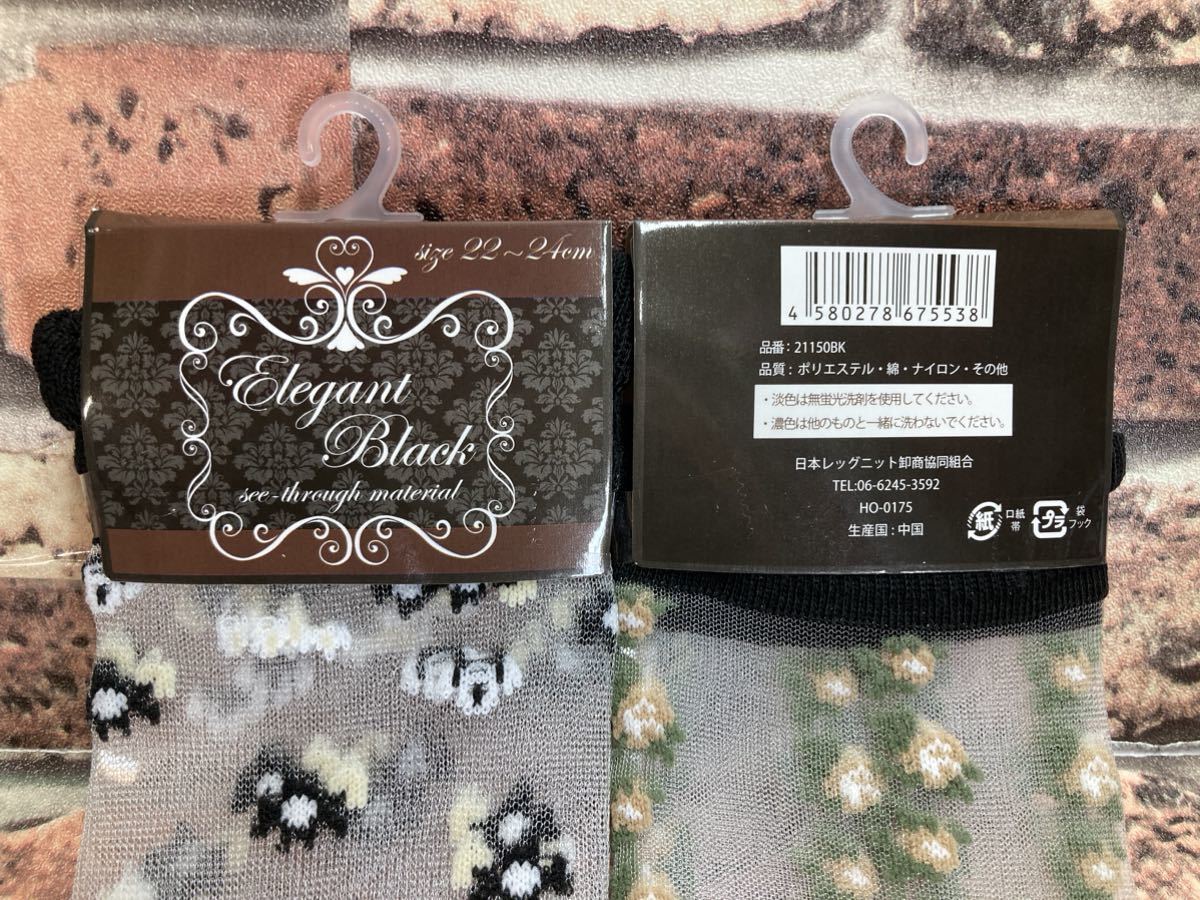 size 22~24cm
Elegant
Black
see-through material
4 580278 675538
品番：21150BK
品質：ポリエステル・綿・ナイロン・その他
・淡色は無蛍光洗剤を使用してください。
・濃色は他のものと一緒に洗わないでください。
日本レッグニット卸商協同組合
TEL:06-6245-3592
HO-0175
生産国：中国
紙
口紙
帯
プラ
袋
フック